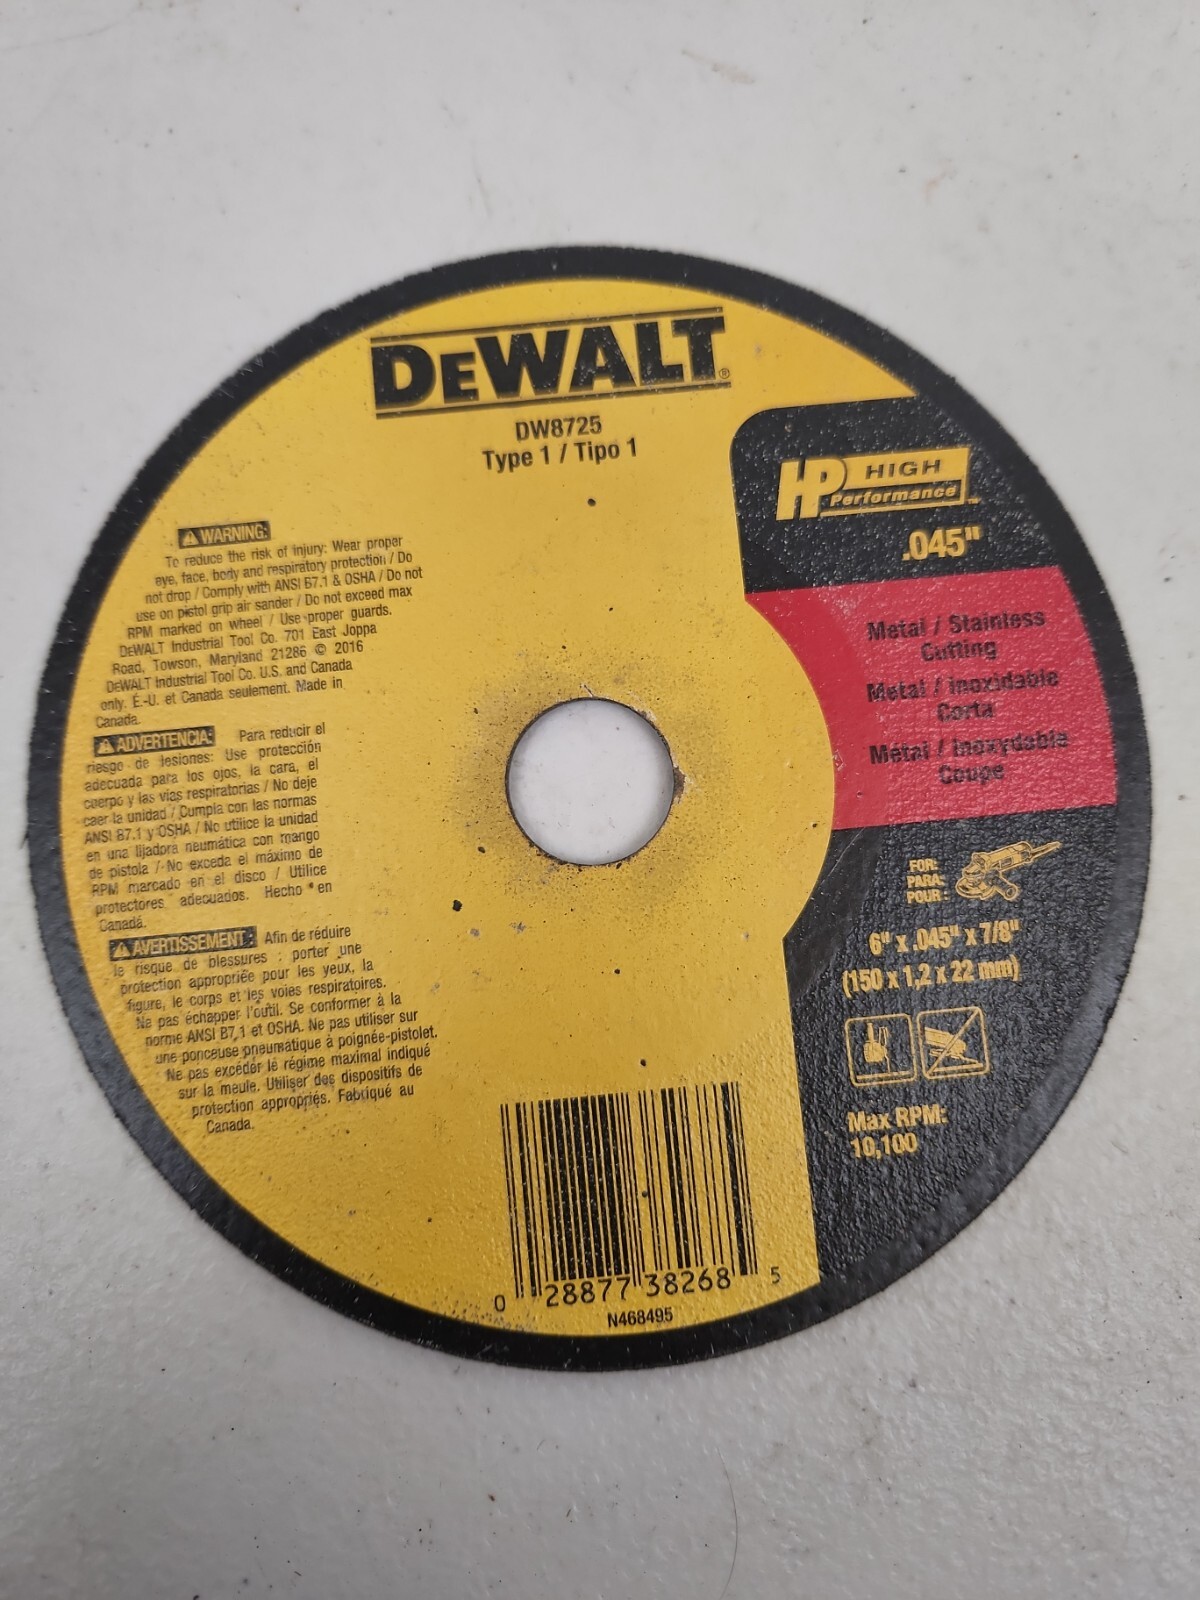 DEWALT®
DW8725
Type 1 / Tipo 1
HP HIGH
Performance™
.045"
Metal / Stainless
Cutting
Metal / inoxidable
Corta
Métal / inoxydable
Coupe
FOR:
PARA:
POUR :
6" x .045" x 7/8"
(150 x 1,2 x 22 mm)
Max RPM:
10,100
WARNING:
To reduce the risk of injury: Wear proper
eye, face, body and respiratory protection / Do
not drop / Comply with ANSI B7.1 & OSHA / Do not
use on pistol grip air sander / Do not exceed max
RPM marked on wheel / Use proper guards.
DEWALT Industrial Tool Co. 701 East Joppa
Road, Towson, Maryland 21286 © 2016
DEWALT Industrial Tool Co. U.S. and Canada
only. É.-U. et Canada seulement. Made in
Canada.
ADVERTENCIA: Para reducir el
riesgo de lesiones: Use protección
adecuada para los ojos, la cara, el
cuerpo y las vías respiratorias / No deje
caer la unidad / Cumpla con las normas
ANSI B7.1 y OSHA / No utilice la unidad
en una lijadora neumática con mango
de pistola / No exceda el máximo de
RPM marcado en el disco / Utilice
protectores adecuados. Hecho en
Canadá.
AVERTISSEMENT : Afin de réduire
le risque de blessures : porter une
protection appropriée pour les yeux, la
figure, le corps et les voies respiratoires.
Ne pas échapper l'outil. Se conformer à la
norme ANSI B7,1 et OSHA. Ne pas utiliser sur
une ponceuse pneumatique à poignée-pistolet.
Ne pas excéder le régime maximal indiqué
sur la meule. Utiliser des dispositifs de
protection appropriés. Fabriqué au
Canada.
0 28877 38268 5
N468495